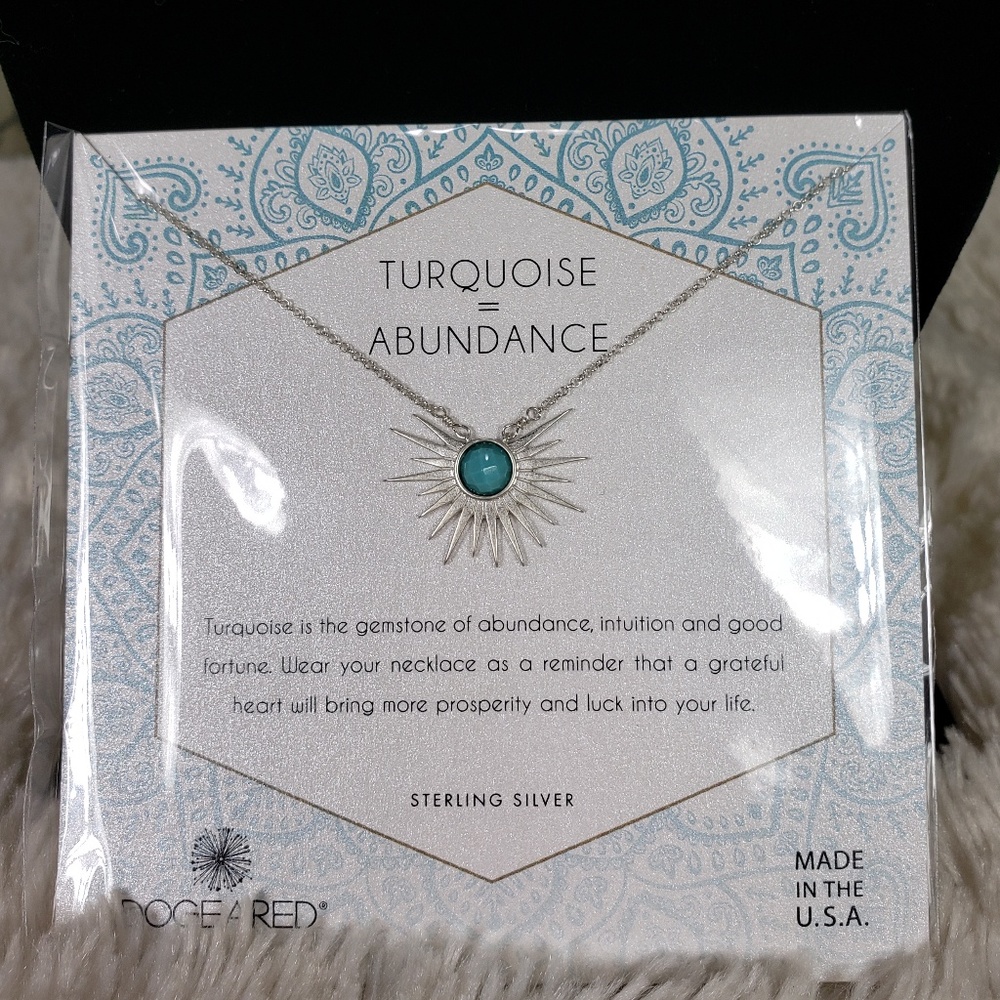 TURQUOISE
=
ABUNDANCE
Turquoise is the gemstone of abundance, intuition and good
fortune. Wear your necklace as a reminder that a grateful
heart will bring more prosperity and luck into your life.
STERLING SILVER
DOGEARED®
MADE
IN THE
U.S.A.